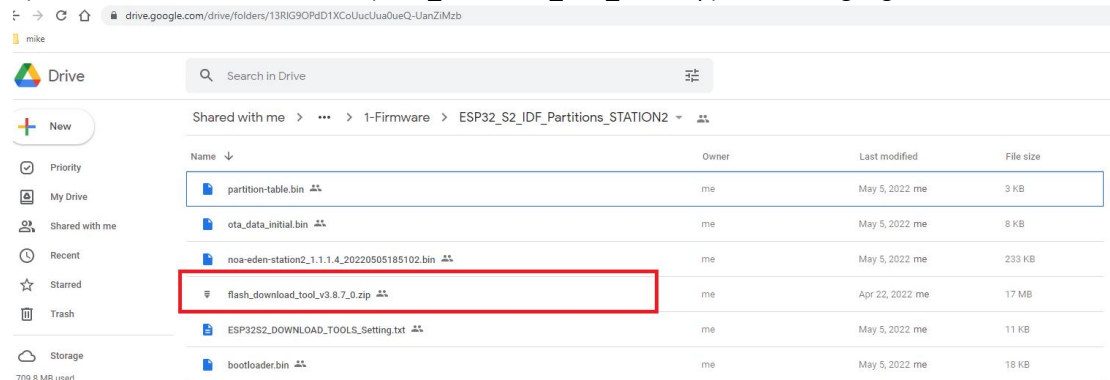 drive.google.com/drive/folders/13RIG9OPdD1XCoUucUua0ueQ-UanZiMzb
mike
Drive
Search in Drive
Shared with me > ••• > 1-Firmware > ESP32_S2_IDF_Partitions_STATION2
New
Name Owner Last modified File size
Priority
partition-table.bin me May 5, 2022 me 3 KB
My Drive
ota_data_initial.bin me May 5, 2022 me 8 KB
Shared with me
noa-eden-station2_1.1.1.4_20220505185102.bin me May 5, 2022 me 233 KB
Recent
Starred
flash_download_tool_v3.8.7_0.zip me Apr 22, 2022 me 17 MB
Trash
ESP32S2_DOWNLOAD_TOOLS_Setting.txt me May 5, 2022 me 11 KB
Storage
bootloader.bin me May 5, 2022 me 18 KB
709.8 MB used